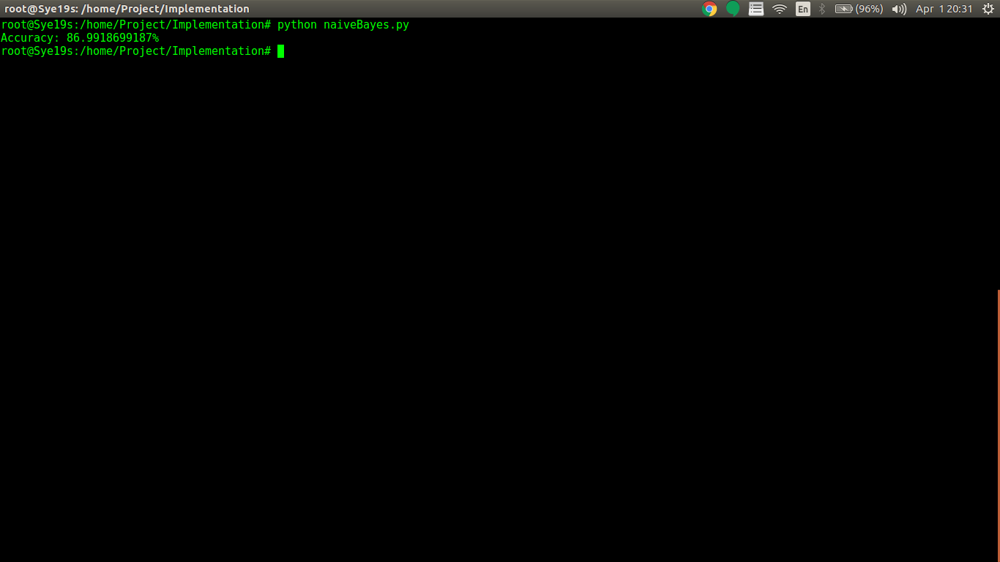 root@Sye19s: /home/Project/Implementation En (96%) Apr 1 20:31
root@Sye19s:/home/Project/Implementation# python naiveBayes.py
Accuracy: 86.9918699187%
root@Sye19s:/home/Project/Implementation#